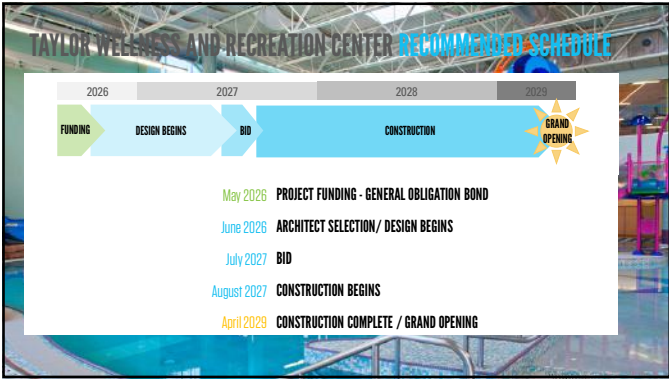 TAYLOR WELLNESS AND RECREATION CENTER RECOMMENDED SCHEDULE
2026 2027 2028 2029
FUNDING DESIGN BEGINS BID CONSTRUCTION GRAND
OPENING
May 2026 PROJECT FUNDING - GENERAL OBLIGATION BOND
June 2026 ARCHITECT SELECTION/ DESIGN BEGINS
July 2027 BID
August 2027 CONSTRUCTION BEGINS
April 2029 CONSTRUCTION COMPLETE / GRAND OPENING